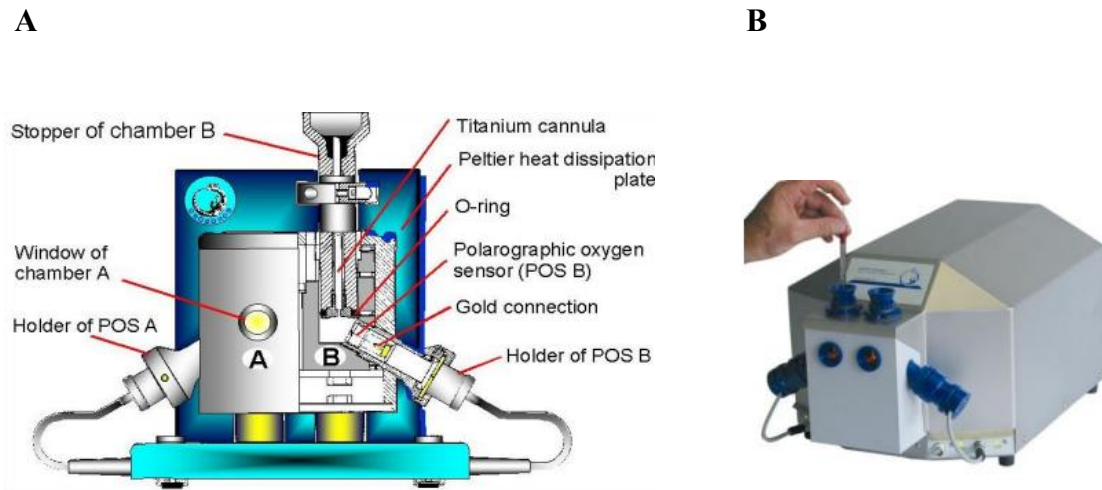 A
B
Stopper of chamber B
Titanium cannula
Peltier heat dissipation
plate
O-ring
Window of
chamber A
Polarographic oxygen
sensor (POS B)
Gold connection
Holder of POS A
Holder of POS B
A
B